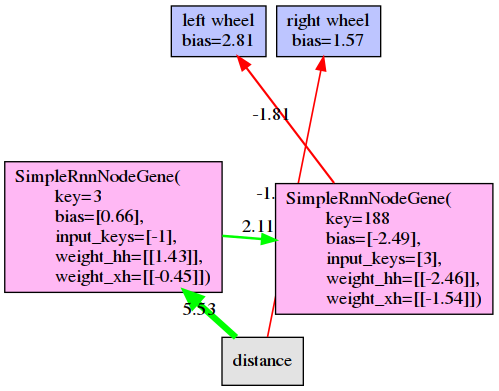 left wheel
bias=2.81
right wheel
bias=1.57
-1.81
SimpleRnnNodeGene(
key=3
bias=[0.66],
input_keys=[-1],
weight_hh=[[1.43]],
weight_xh=[[-0.45]])
-1.
2.11
SimpleRnnNodeGene(
key=188
bias=[-2.49],
input_keys=[3],
weight_hh=[[-2.46]],
weight_xh=[[-1.54]])
5.53
distance